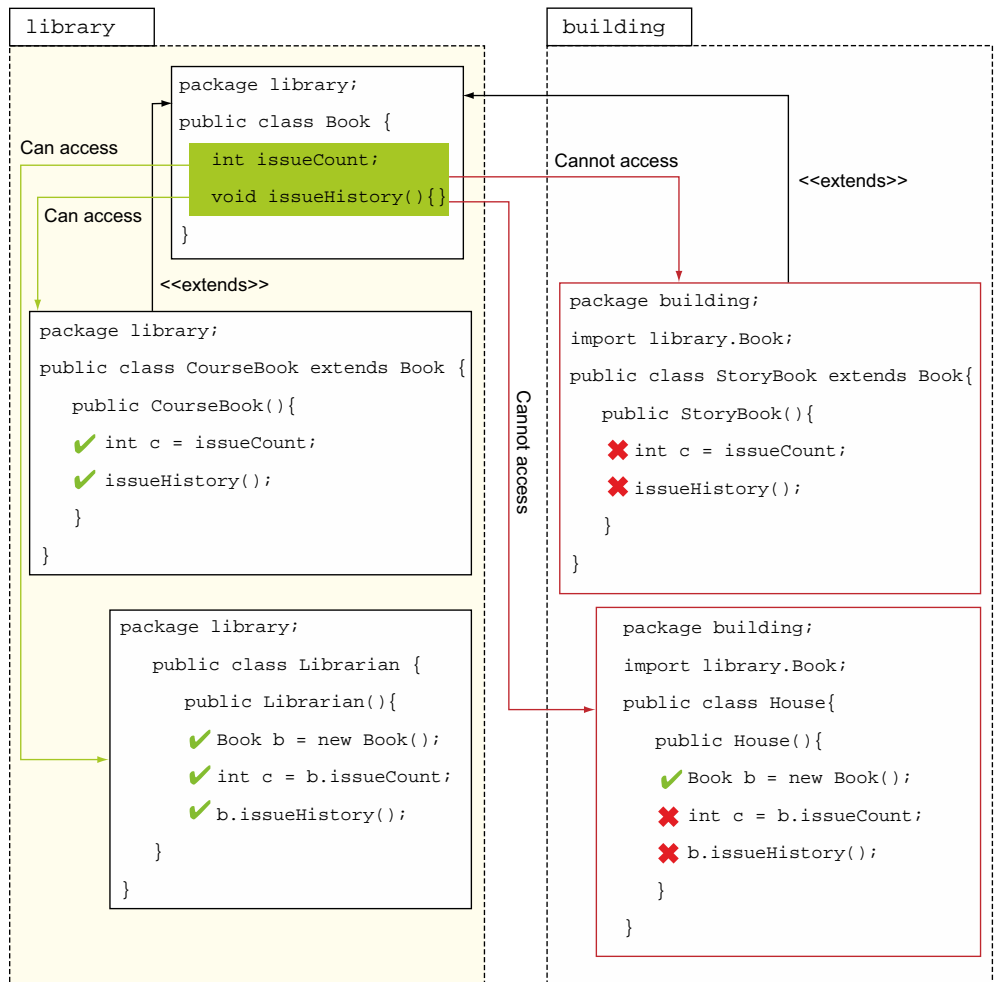 library
package library;
public class Book {
int issueCount;
void issueHistory(){}
}
Can access
Can access
<<extends>>
package library;
public class CourseBook extends Book {
public CourseBook(){
int c = issueCount;
issueHistory();
}
}
package library;
public class Librarian {
public Librarian(){
Book b = new Book();
int c = b.issueCount;
b.issueHistory();
}
}
building
Cannot access
<<extends>>
Cannot access
package building;
import library.Book;
public class StoryBook extends Book{
public StoryBook(){
int c = issueCount;
issueHistory();
}
}
package building;
import library.Book;
public class House{
public House(){
Book b = new Book();
int c = b.issueCount;
b.issueHistory();
}
}